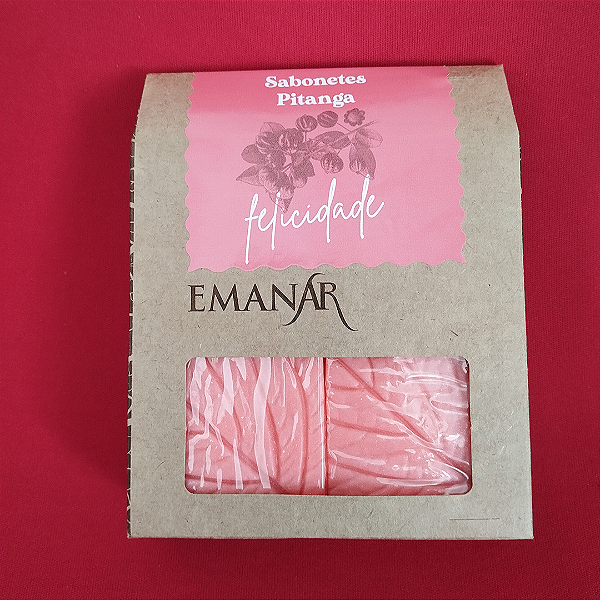 Sabonetes
Pitanga
felicidade
EMANAR